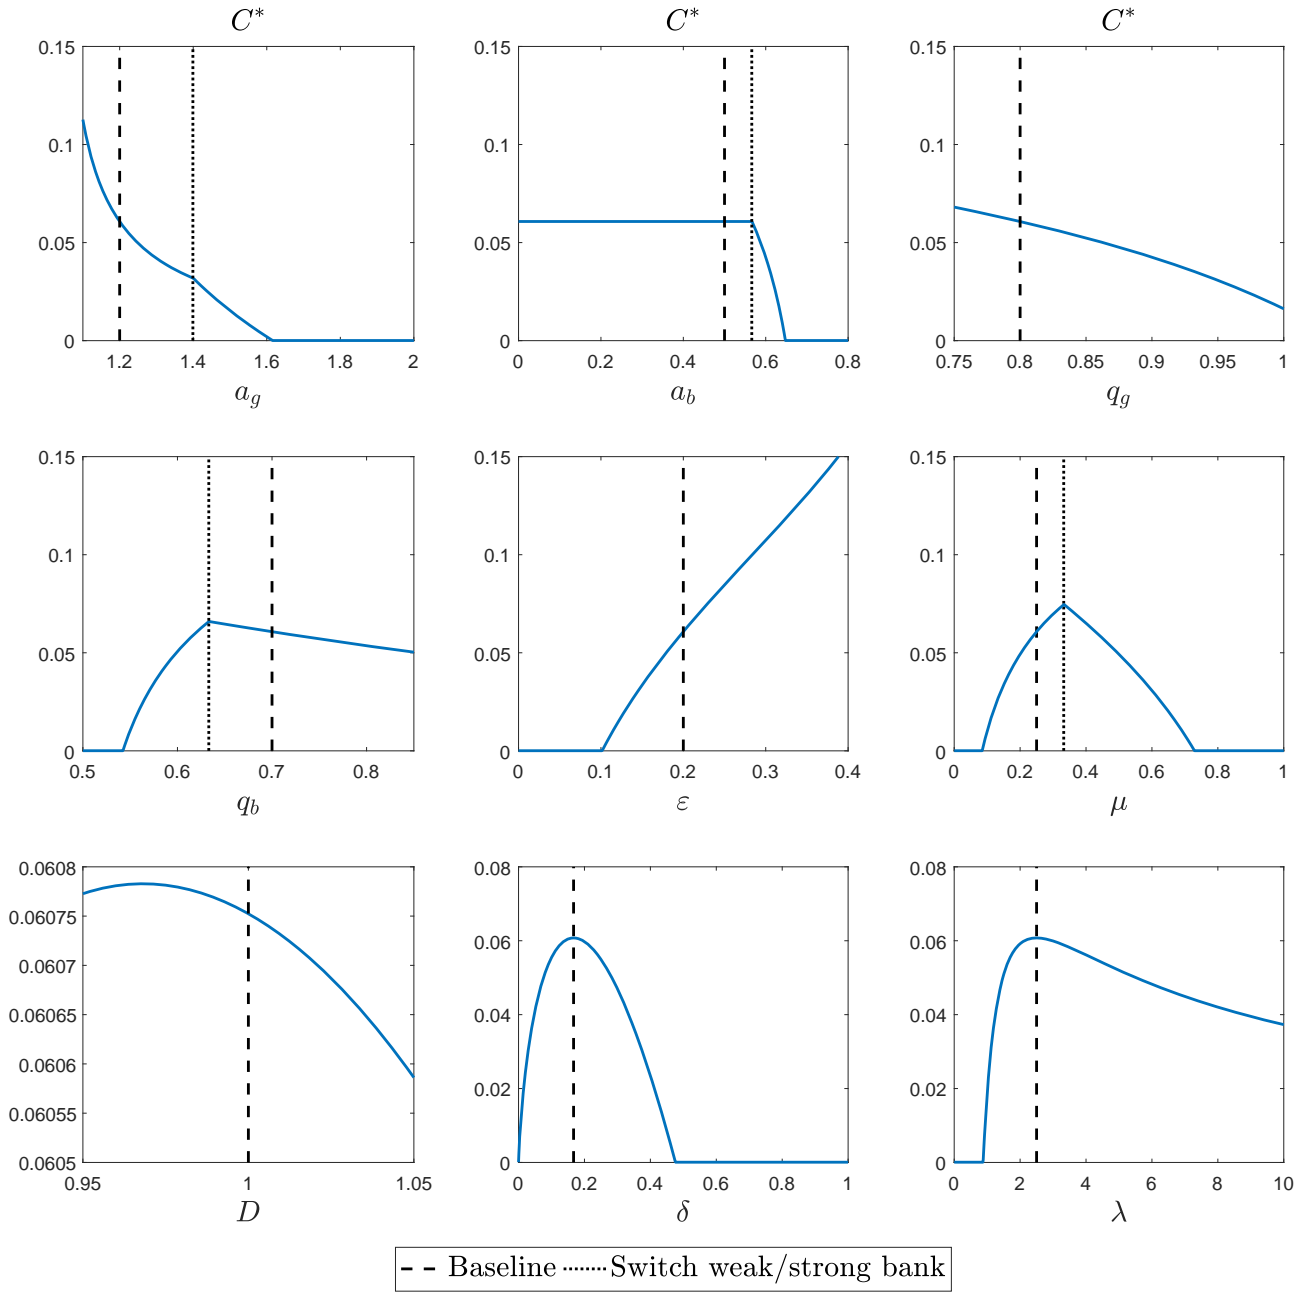 C* C* C*
0.15 0.15 0.15
0.1 0.1 0.1
0.05 0.05 0.05
0 0 0
1.2 1.4 1.6 1.8 2 0 0.2 0.4 0.6 0.8 0.75 0.8 0.85 0.9 0.95 1
a_g a_b q_g
0.15 0.15 0.15
0.1 0.1 0.1
0.05 0.05 0.05
0 0 0
0.5 0.6 0.7 0.8 0 0.1 0.2 0.3 0.4 0 0.2 0.4 0.6 0.8 1
q_b ε μ
0.0608 0.08 0.08
0.06075
0.0607 0.06 0.06
0.06065 0.04 0.04
0.0606
0.06055 0.02 0.02
0.0605 0 0
0.95 1 1.05 0 0.2 0.4 0.6 0.8 1 0 2 4 6 8 10
D δ λ
Baseline Switch weak/strong bank